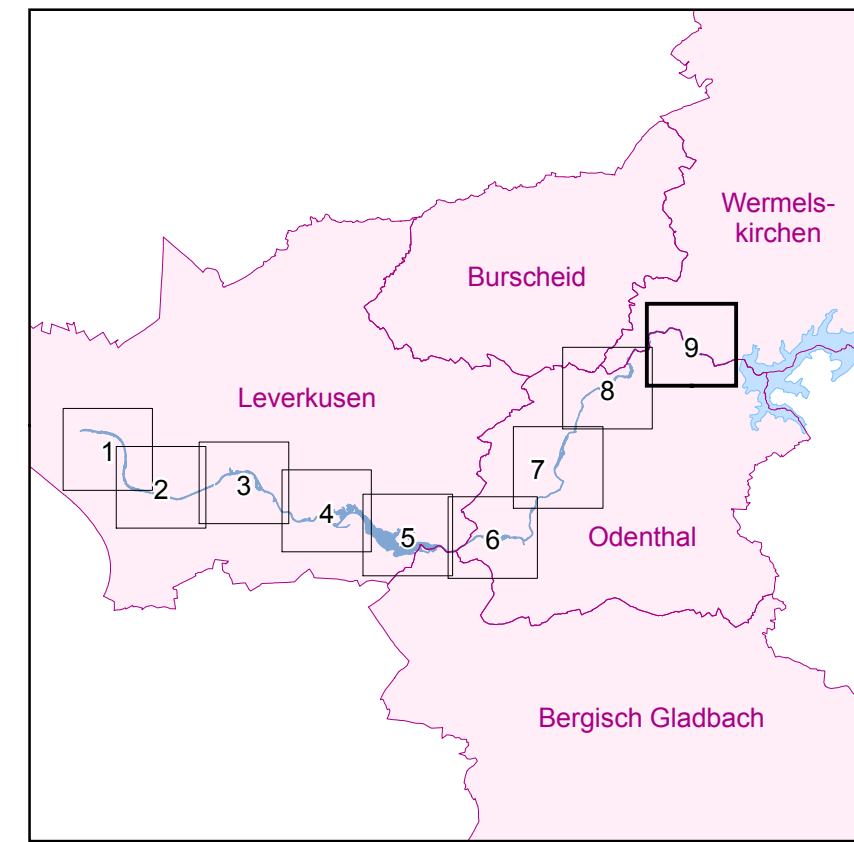 Wermels-
kirchen
Burscheid
9
8
Leverkusen
1
2
3
4
5
6
7
Odenthal
Bergisch Gladbach